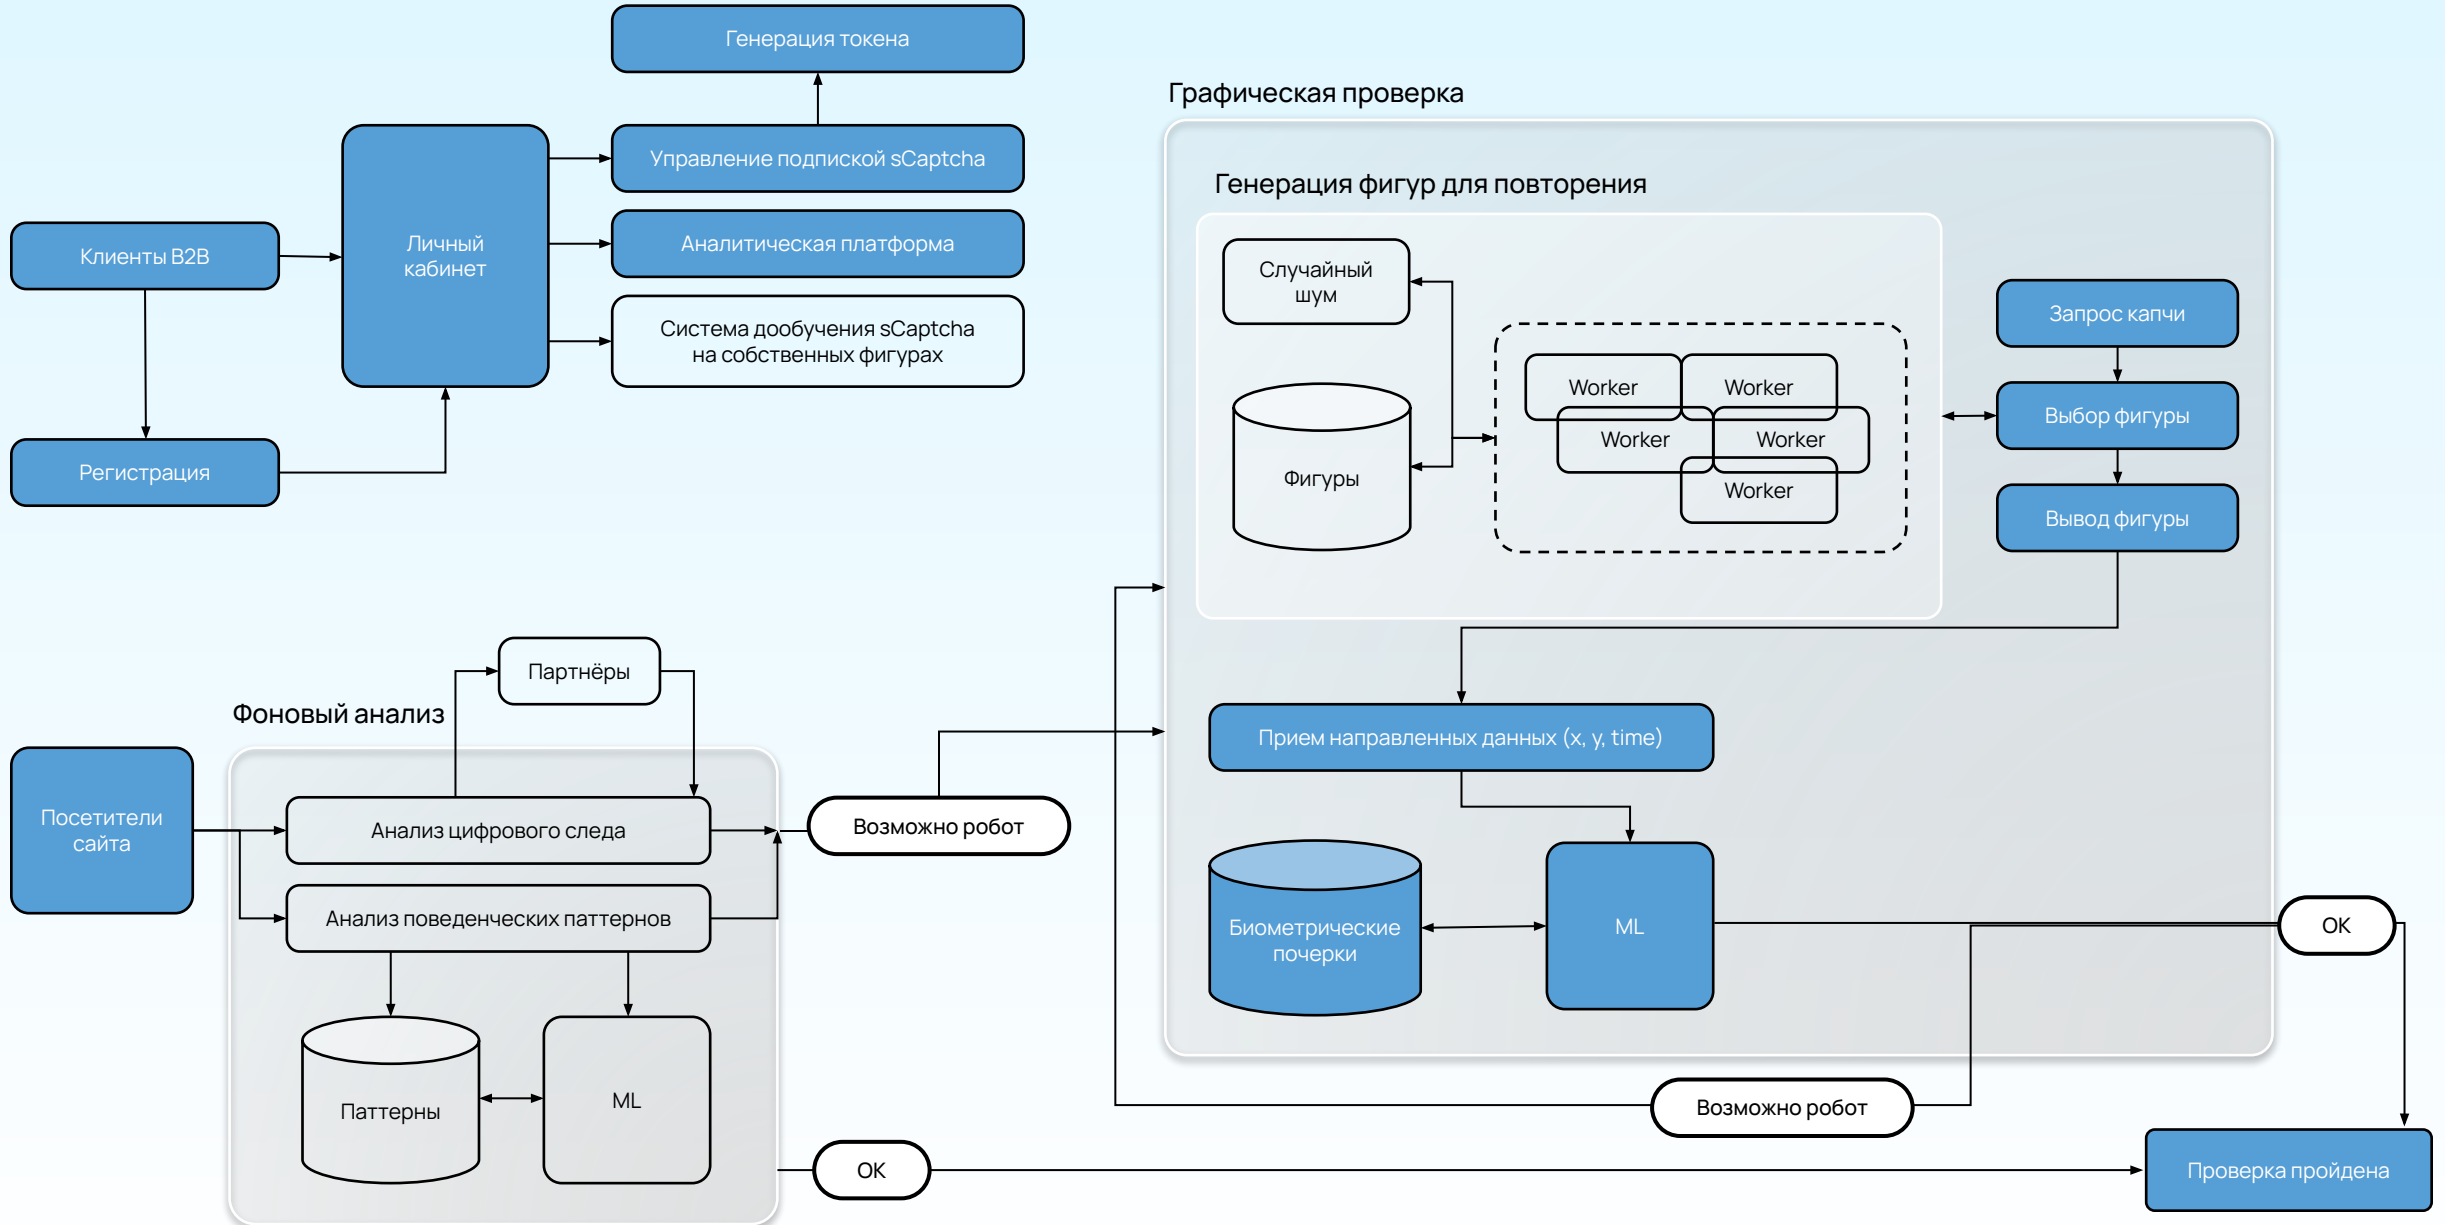 Генерация токена
Управление подпиской sCaptcha
Аналитическая платформа
Система дообучения sCaptcha
на собственных фигурах
Клиенты B2B
Личный
кабинет
Регистрация
Графическая проверка
Генерация фигур для повторения
Случайный
шум
Фигуры
Worker
Worker
Worker
Worker
Worker
Запрос капчи
Выбор фигуры
Вывод фигуры
Партнёры
Фоновый анализ
Посетители
сайта
Анализ цифрового следа
Анализ поведенческих паттернов
Паттерны
ML
Возможно робот
Прием направленных данных (x, y, time)
Биометрические
почерки
ML
OK
Возможно робот
OK
Проверка пройдена